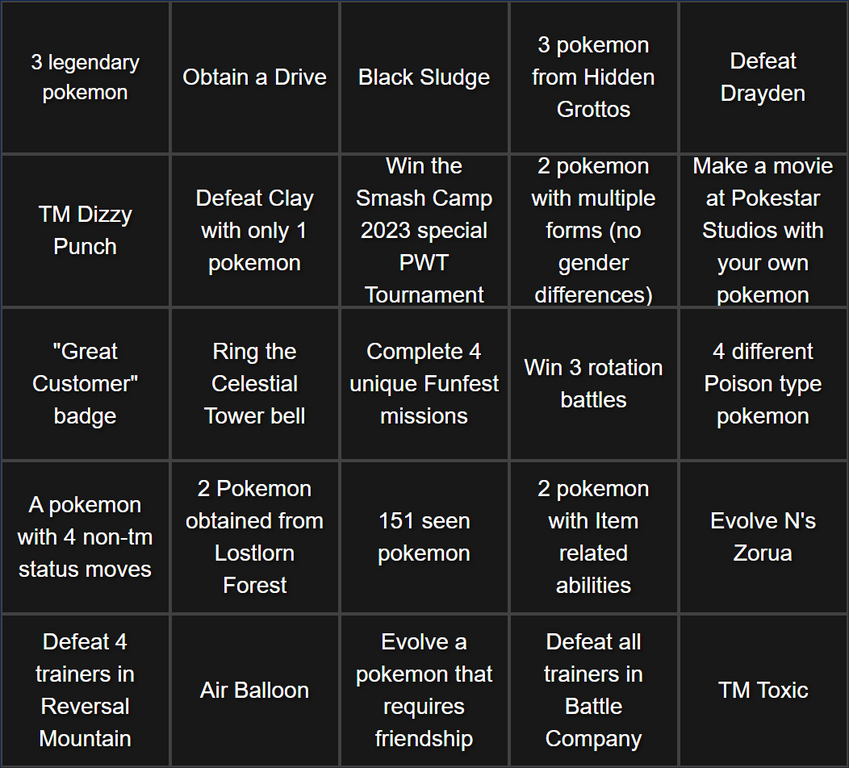 3 legendary
pokemon
Obtain a Drive
Black Sludge
3 pokemon
from Hidden
Grottos
Defeat
Drayden
TM Dizzy
Punch
Defeat Clay
with only 1
pokemon
Win the
Smash Camp
2023 special
PWT
Tournament
2 pokemon
with multiple
forms (no
gender
differences)
Make a movie
at Pokestar
Studios with
your own
pokemon
"Great
Customer"
badge
Ring the
Celestial
Tower bell
Complete 4
unique Funfest
missions
Win 3 rotation
battles
4 different
Poison type
pokemon
A pokemon
with 4 non-tm
status moves
2 Pokemon
obtained from
Lostlorn
Forest
151 seen
pokemon
2 pokemon
with Item
related
abilities
Evolve N's
Zorua
Defeat 4
trainers in
Reversal
Mountain
Air Balloon
Evolve a
pokemon that
requires
friendship
Defeat all
trainers in
Battle
Company
TM Toxic